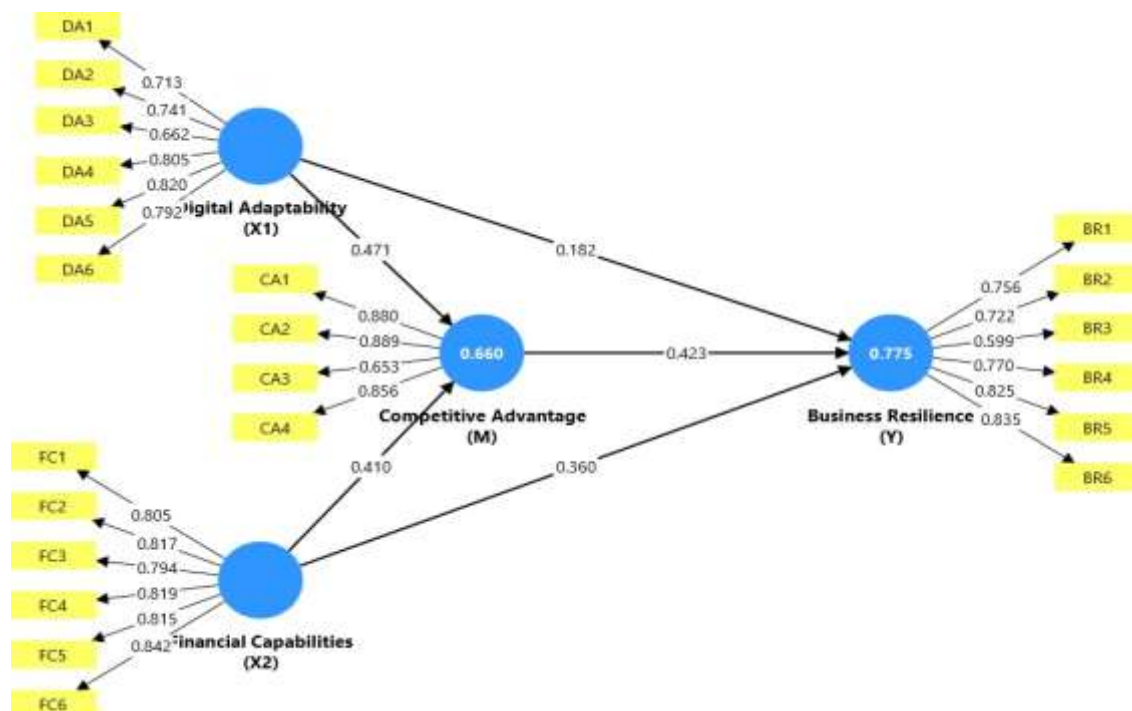 DA1
DA2
DA3
DA4
DA5
DA6
0.713
0.741
0.662
0.805
0.820
0.792
igital Adaptability
(X1)
0.471
0.182
CA1
CA2
CA3
CA4
0.880
0.889
0.653
0.856
0.660
Competitive Advantage
(M)
0.423
0.775
Business Resilience
(Y)
BR1
BR2
BR3
BR4
BR5
BR6
0.756
0.722
0.599
0.770
0.825
0.835
0.410
0.360
FC1
FC2
FC3
FC4
FC5
FC6
0.805
0.817
0.794
0.819
0.815
0.842
inancial Capabilities
(X2)